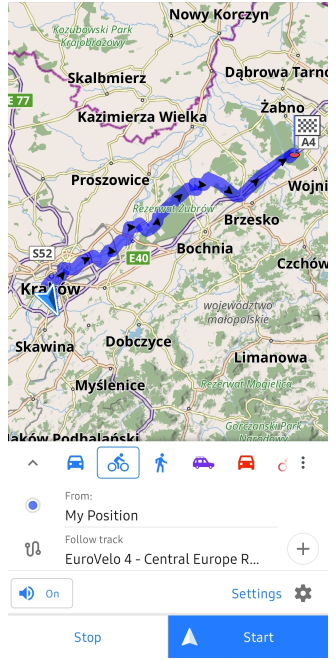 Nowy Korczyn
Kozubowski Park
Krajobrazowy
Skalbmierz
Dąbrowa Tarno
E 77
Żabno
Kazimierza Wielka
A4
Proszowice
Wojni
Rezerwat Żubrów
Brzesko
S52
Bochnia
E40
Czchów
Kraków
województwo
małopolskie
Skawina
Dobczyce
Limanowa
Myślenice
Rezerwat Mogielica
Gorczański Park
Narodowy
laków Podhalański
From:
My Position
Follow track
EuroVelo 4 - Central Europe R...
On
Settings
Stop
Start